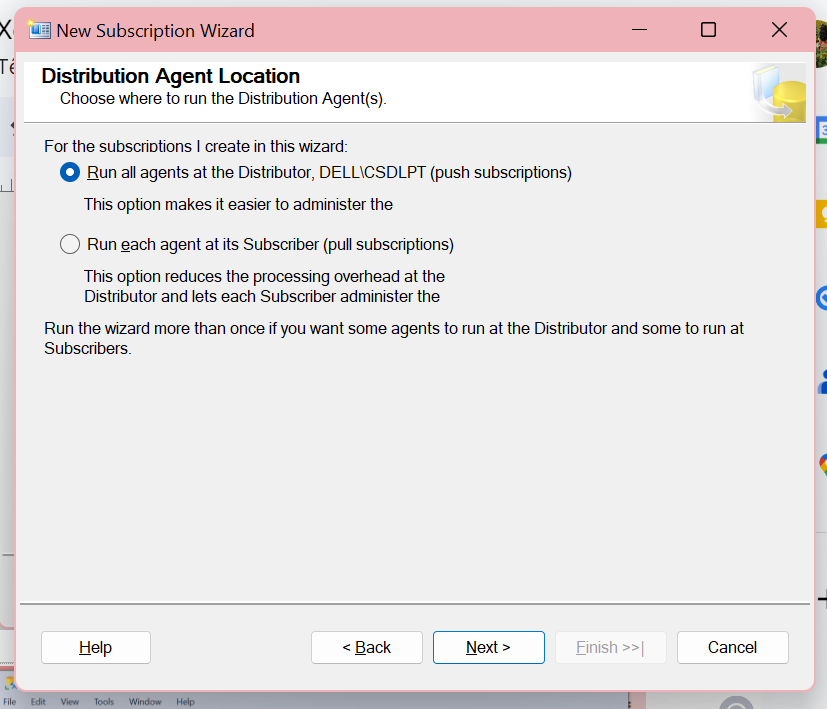 New Subscription Wizard
Distribution Agent Location
Choose where to run the Distribution Agent(s).
For the subscriptions I create in this wizard:
Run all agents at the Distributor, DELL\CSDLPT (push subscriptions)
This option makes it easier to administer the
Run each agent at its Subscriber (pull subscriptions)
This option reduces the processing overhead at the
Distributor and lets each Subscriber administer the
Run the wizard more than once if you want some agents to run at the Distributor and some to run at
Subscribers.
Help
< Back
Next >
Finish >>|
Cancel
File Edit View Tools Window Help